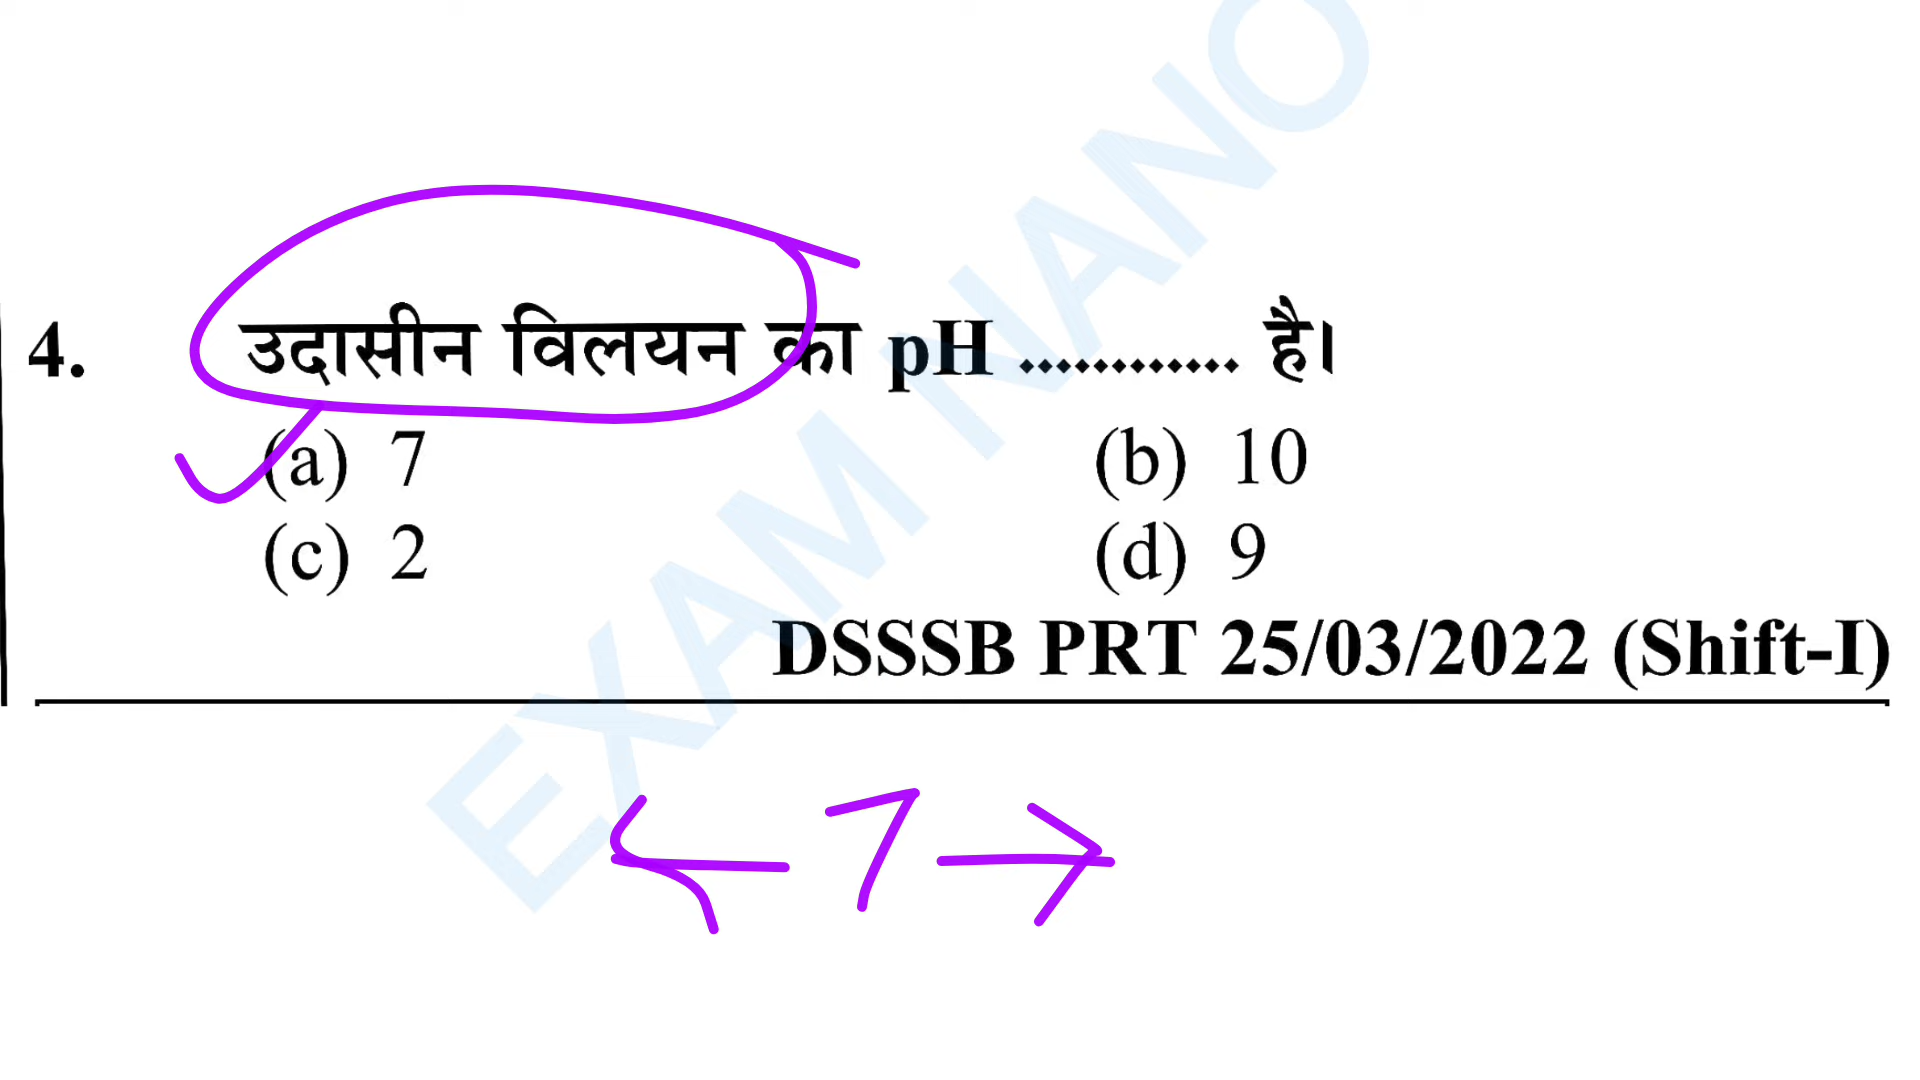 4. उदासीन विलयन का pH ............ है।
(a) 7 (b) 10
(c) 2 (d) 9
DSSSB PRT 25/03/2022 (Shift-I)
7
EXAM NANO